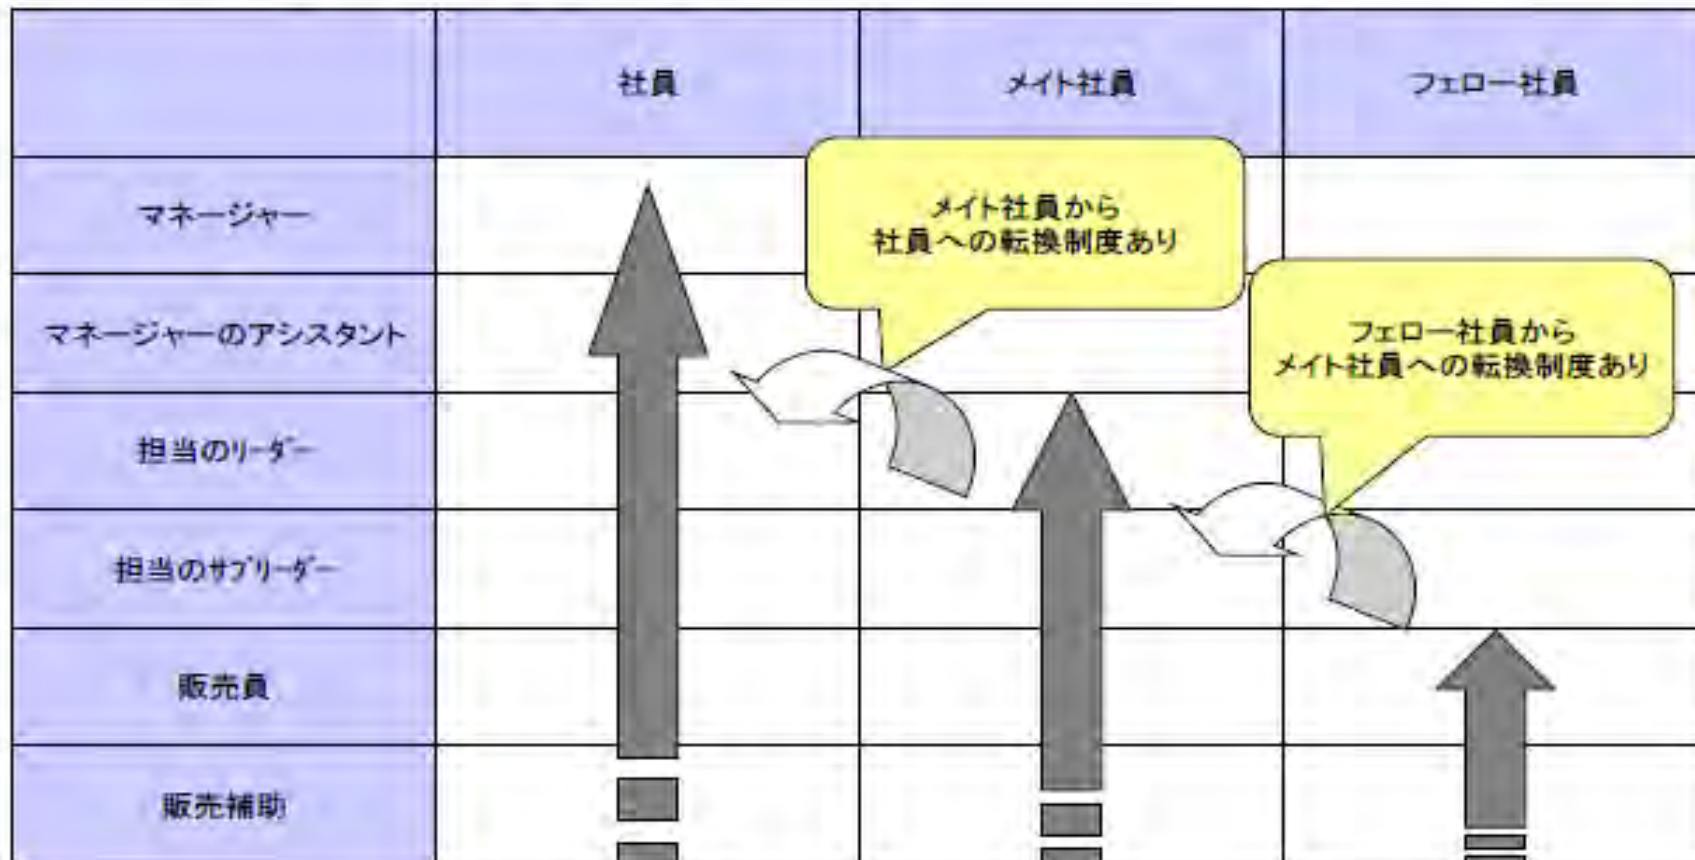 社員
メイト社員
フェロー社員
マネージャー
メイト社員から
社員への転換制度あり
マネージャーのアシスタント
フェロー社員から
メイト社員への転換制度あり
担当のリーダー
担当のサブリーダー
販売員
販売補助